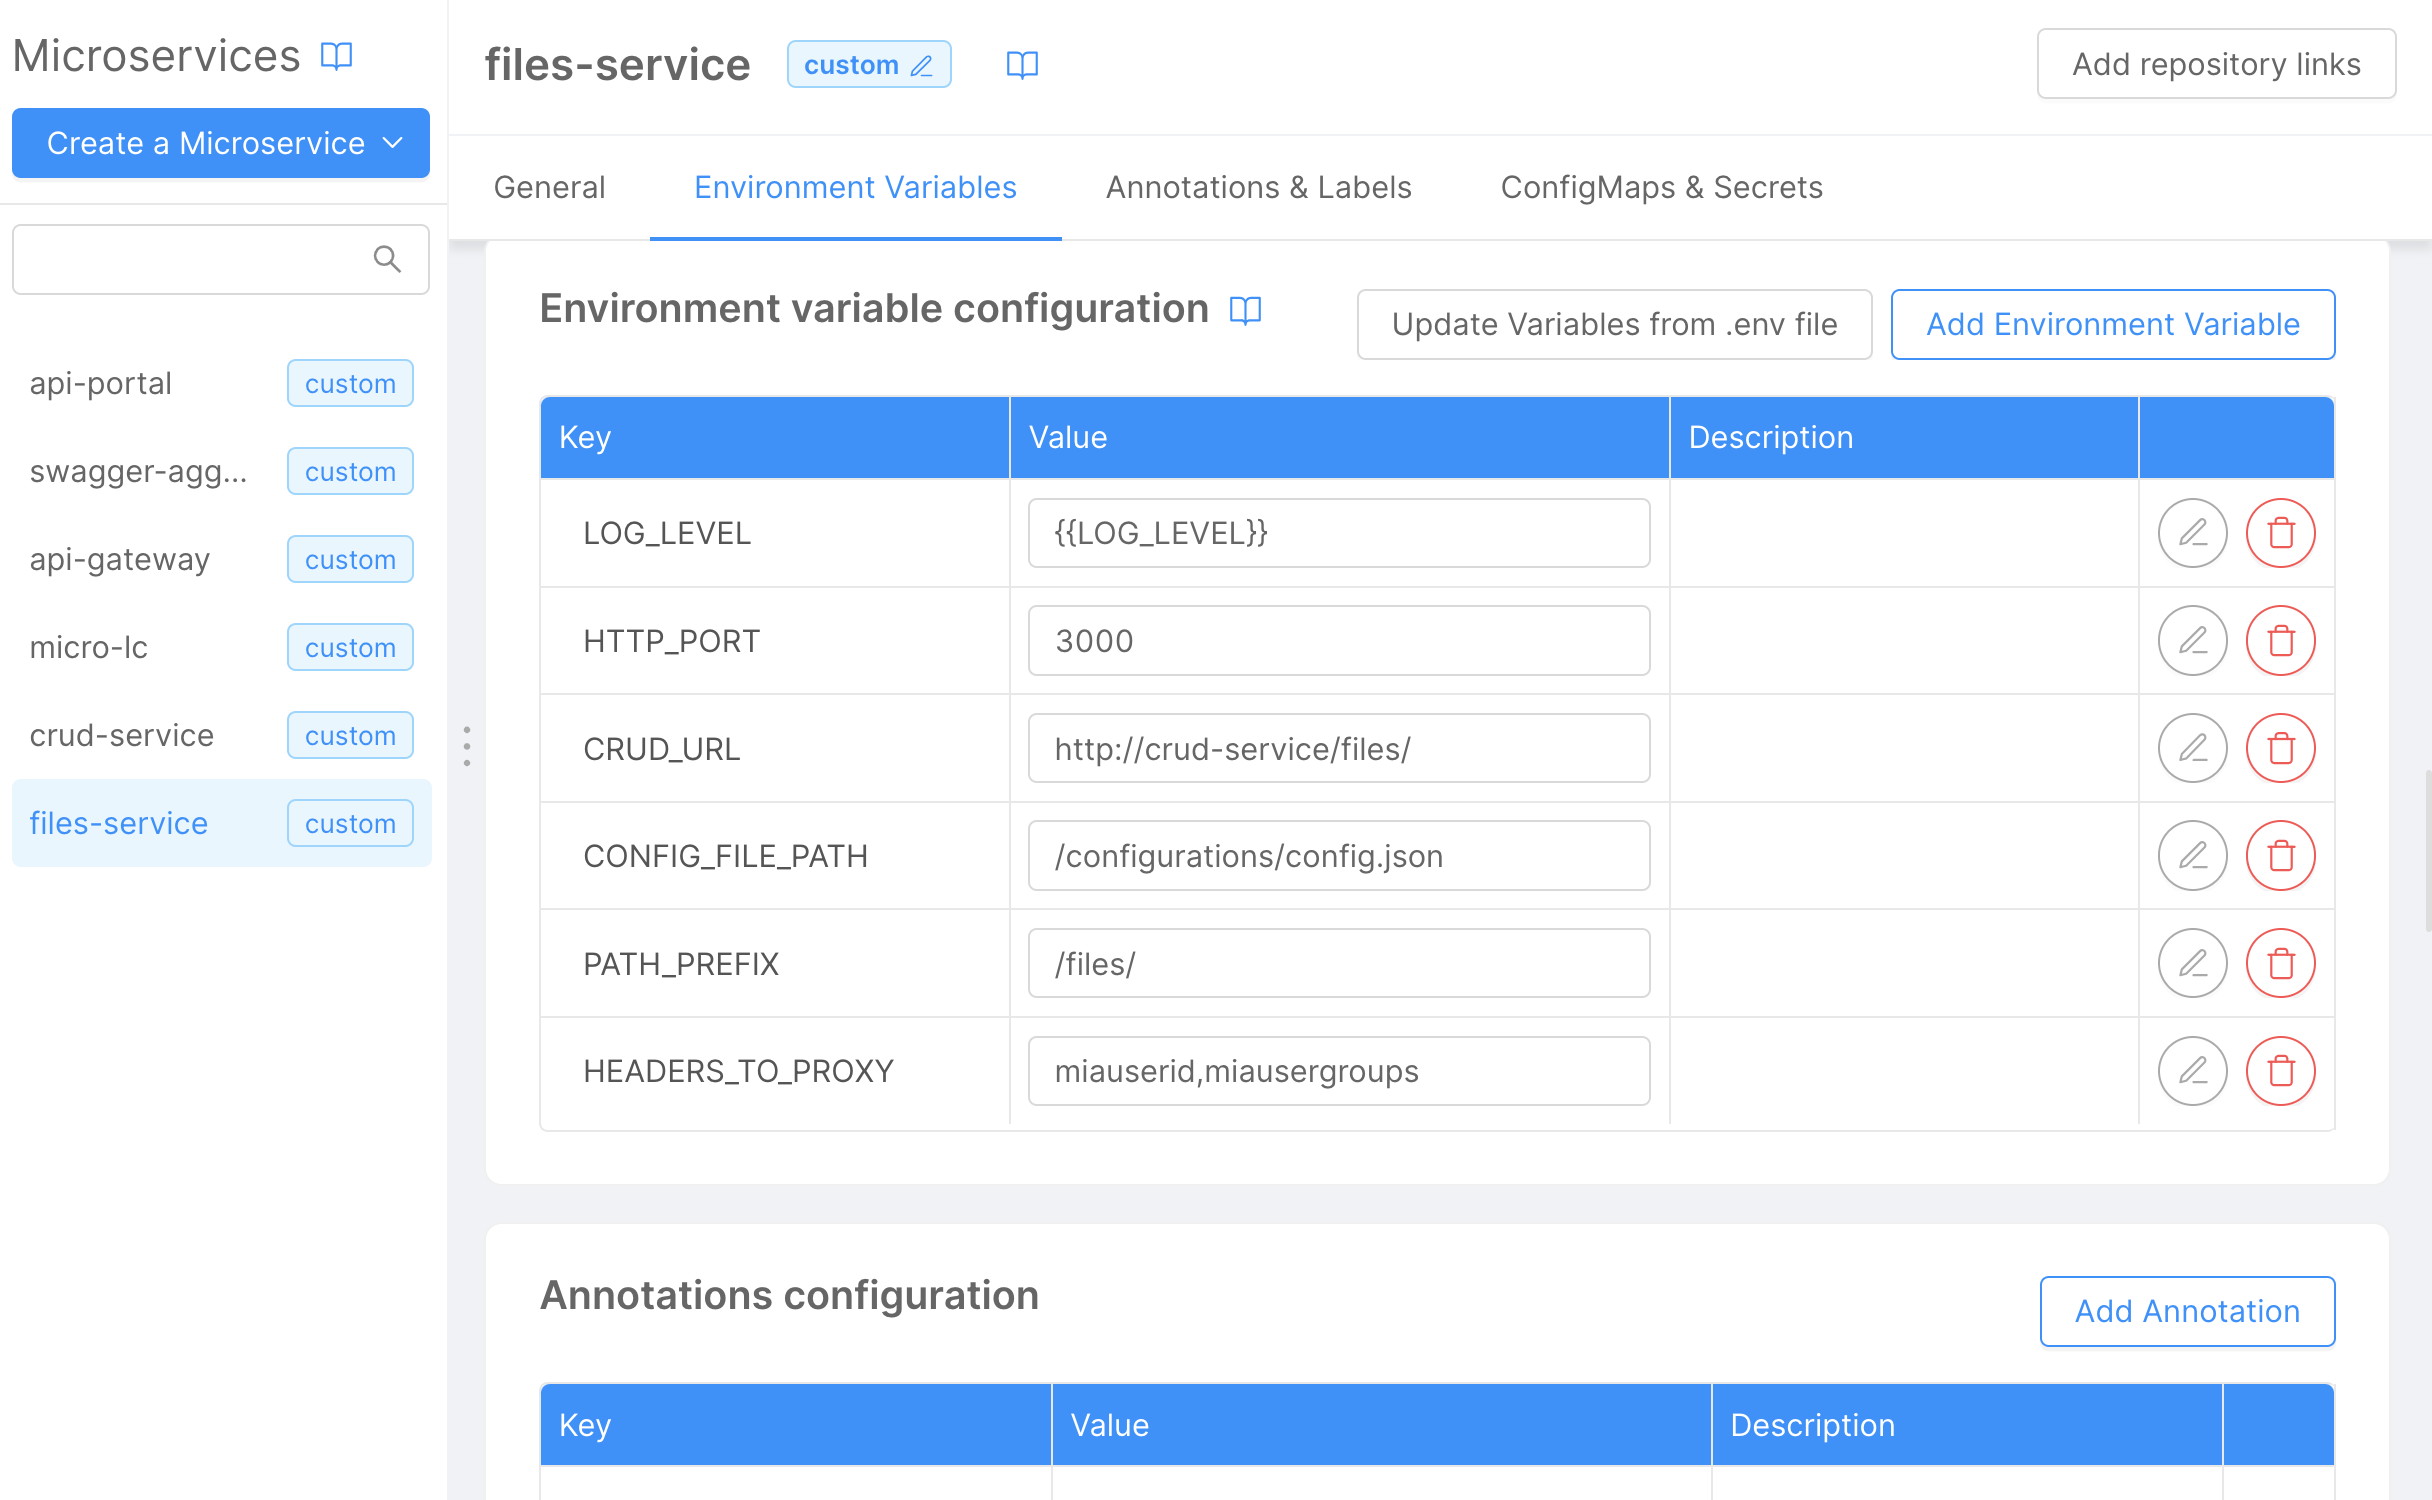 Microservices
Create a Microservice
api-portal custom
swagger-agg... custom
api-gateway custom
micro-lc custom
crud-service custom
files-service custom
files-service custom
Add repository links
General Environment Variables Annotations & Labels ConfigMaps & Secrets
Environment variable configuration
Update Variables from .env file Add Environment Variable
Key Value Description
LOG_LEVEL {{LOG_LEVEL}}
HTTP_PORT 3000
CRUD_URL http://crud-service/files/
CONFIG_FILE_PATH /configurations/config.json
PATH_PREFIX /files/
HEADERS_TO_PROXY miauserid,miausergroups
Annotations configuration
Add Annotation
Key Value Description